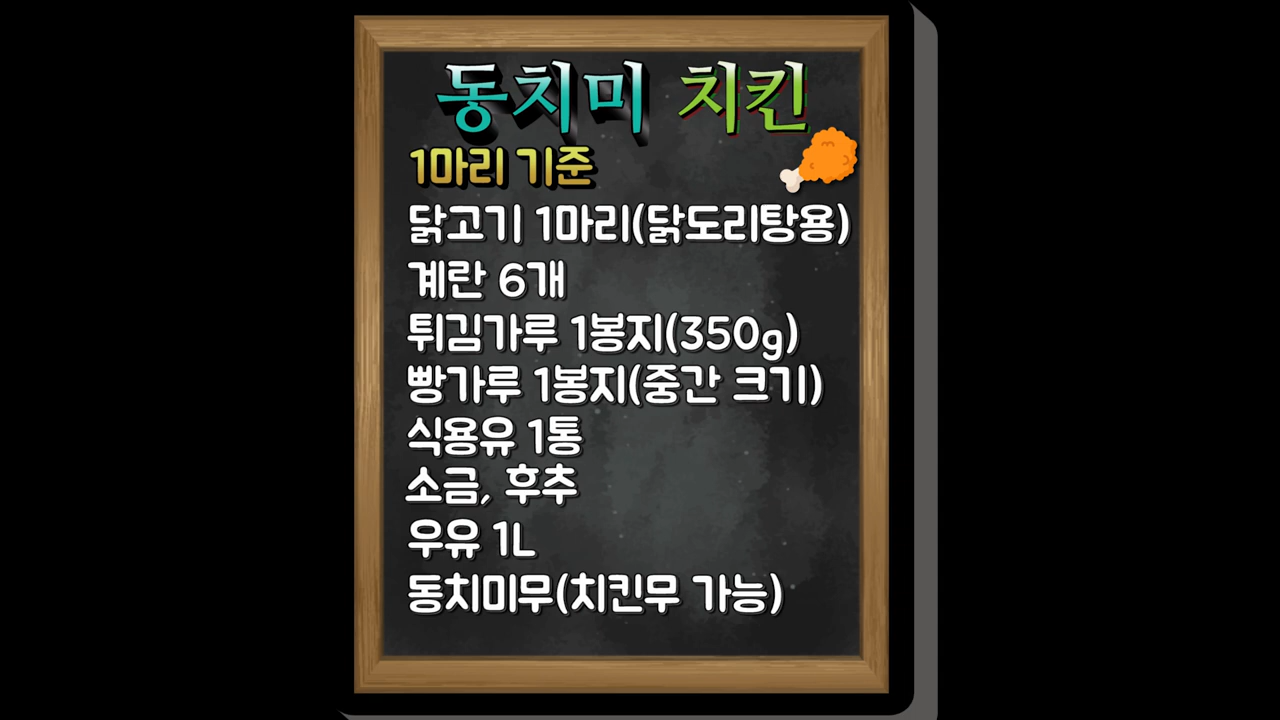 동치미 치킨
1마리 기준
닭고기 1마리(닭도리탕용)
계란 6개
튀김가루 1봉지(350g)
빵가루 1봉지(중간 크기)
식용유 1통
소금, 후추
우유 1L
동치미무(치킨무 가능)